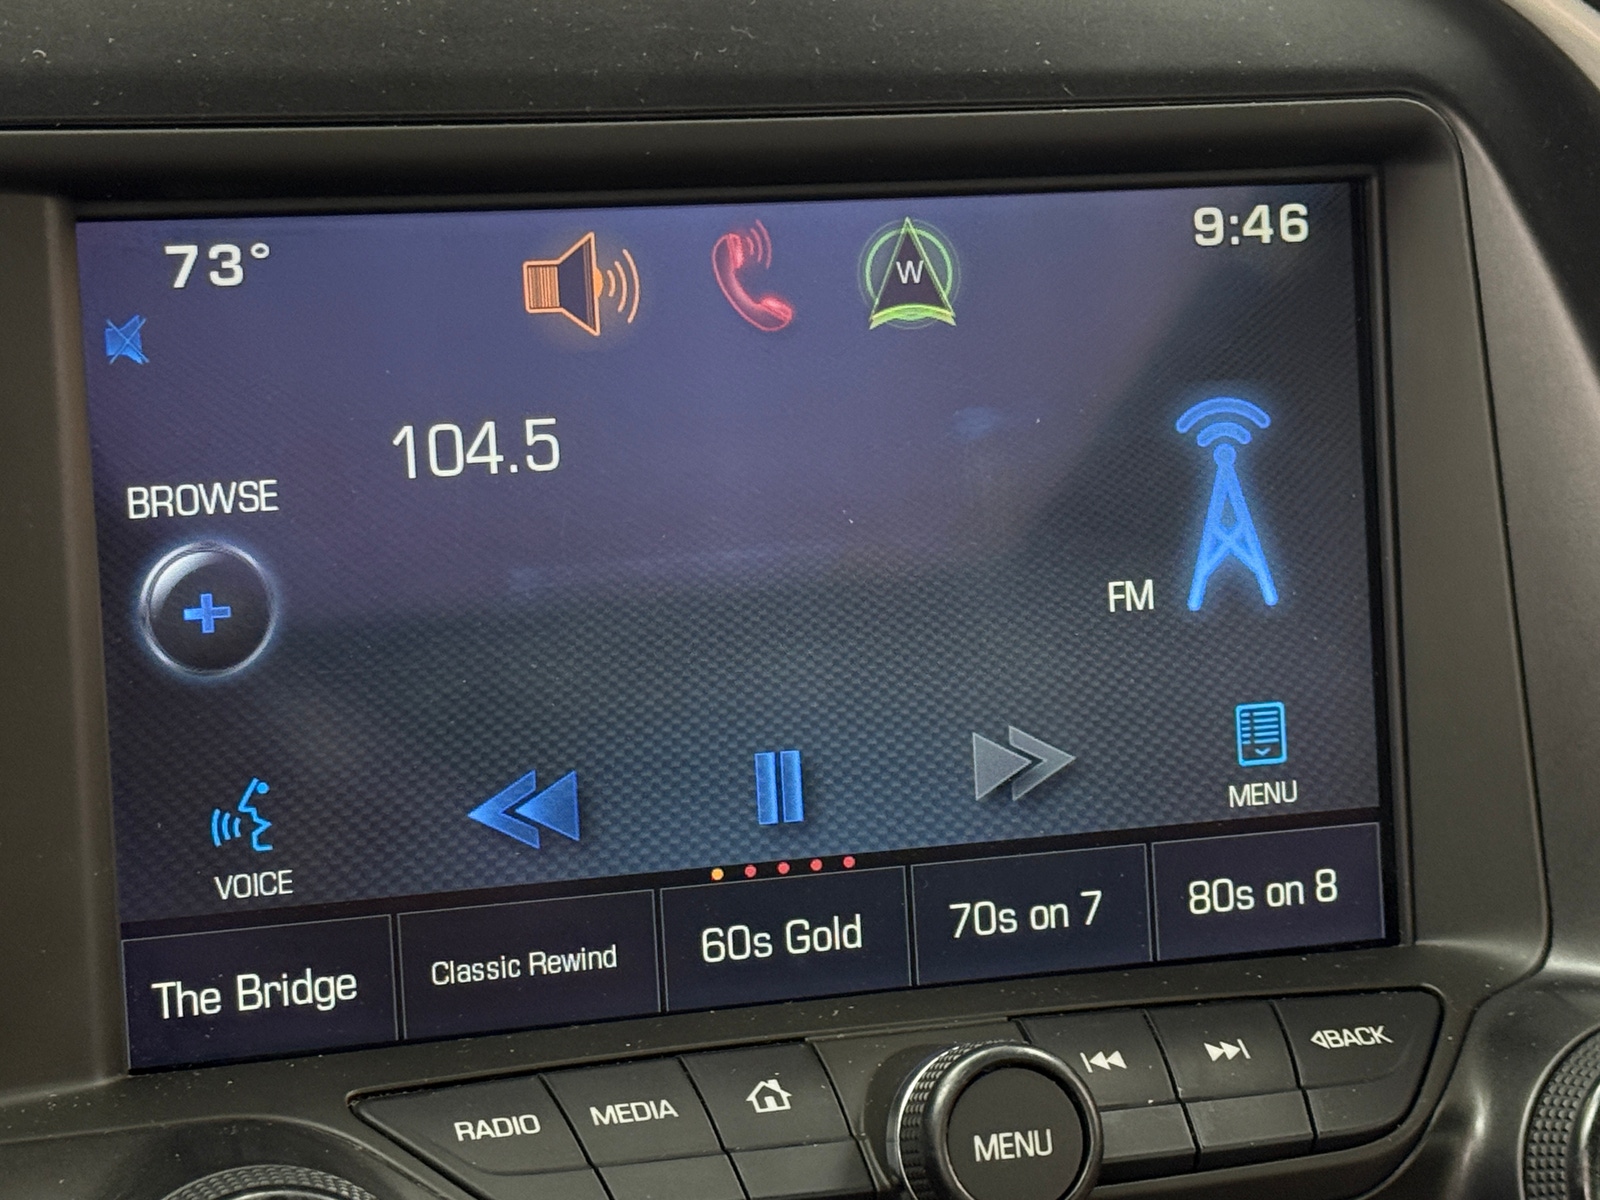 73°
W
9:46
104.5
BROWSE
FM
VOICE
MENU
The Bridge
Classic Rewind
60s Gold
70s on 7
80s on 8
RADIO
MEDIA
MENU
BACK